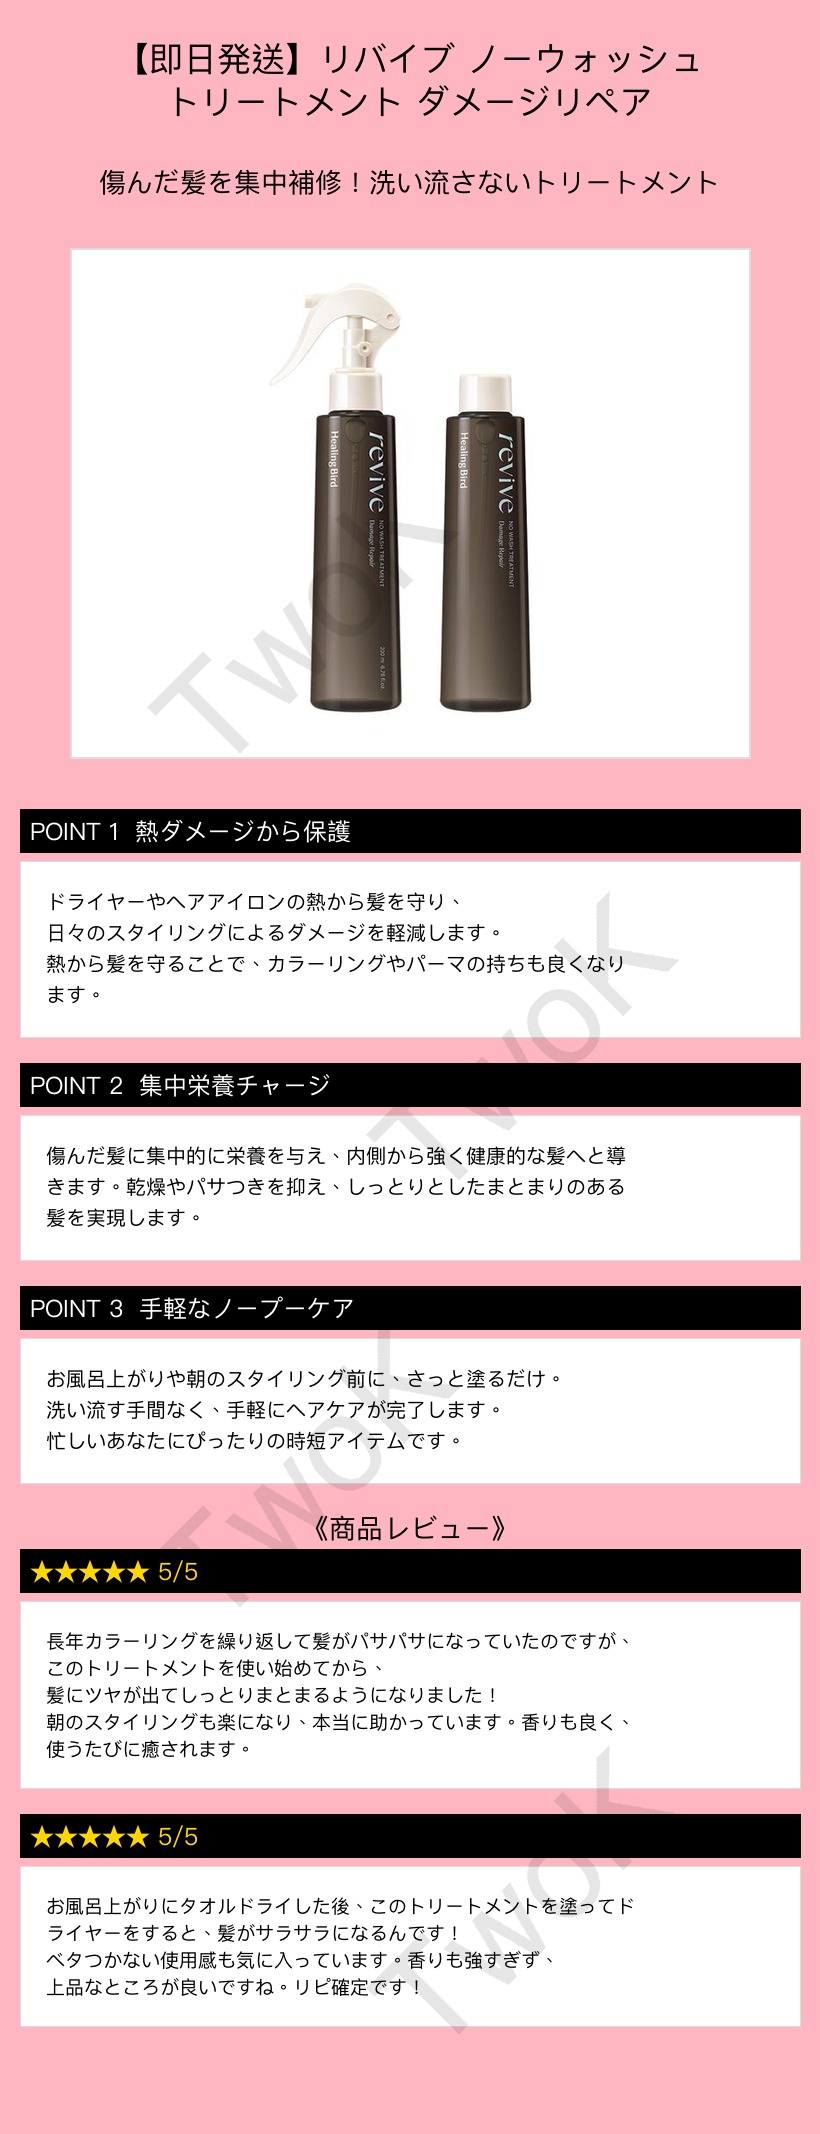 【即日発送】リバイブ ノーウォッシュ
トリートメント ダメージリペア
傷んだ髪を集中補修！洗い流さないトリートメント
revive
Healing Bird
NO WASH TREATMENT
Damage Repair
200 ml 6.76 fl.oz.
revive
Healing Bird
NO WASH TREATMENT
Damage Repair
TwoK
POINT 1 熱ダメージから保護
ドライヤーやヘアアイロンの熱から髪を守り、
日々のスタイリングによるダメージを軽減します。
熱から髪を守ることで、カラーリングやパーマの持ちも良くなり
ます。
TwoK
POINT 2 集中栄養チャージ
傷んだ髪に集中的に栄養を与え、内側から強く健康的な髪へと導
きます。乾燥やパサつきを抑え、しっとりとしたまとまりのある
髪を実現します。
POINT 3 手軽なノープーケア
お風呂上がりや朝のスタイリング前に、さっと塗るだけ。
洗い流す手間なく、手軽にヘアケアが完了します。
忙しいあなたにぴったりの時短アイテムです。
TwoK
《商品レビュー》
★★★★★ 5/5
長年カラーリングを繰り返して髪がパサパサになっていたのですが、
このトリートメントを使い始めてから、
髪にツヤが出てしっとりまとまるようになりました！
朝のスタイリングも楽になり、本当に助かっています。香りも良く、
使うたびに癒されます。
★★★★★ 5/5
お風呂上がりにタオルドライした後、このトリートメントを塗ってド
ライヤーをすると、髪がサラサラになるんです！
ベタつかない使用感も気に入っています。香りも強すぎず、
上品なところが良いですね。リピ確定です！
TwoK